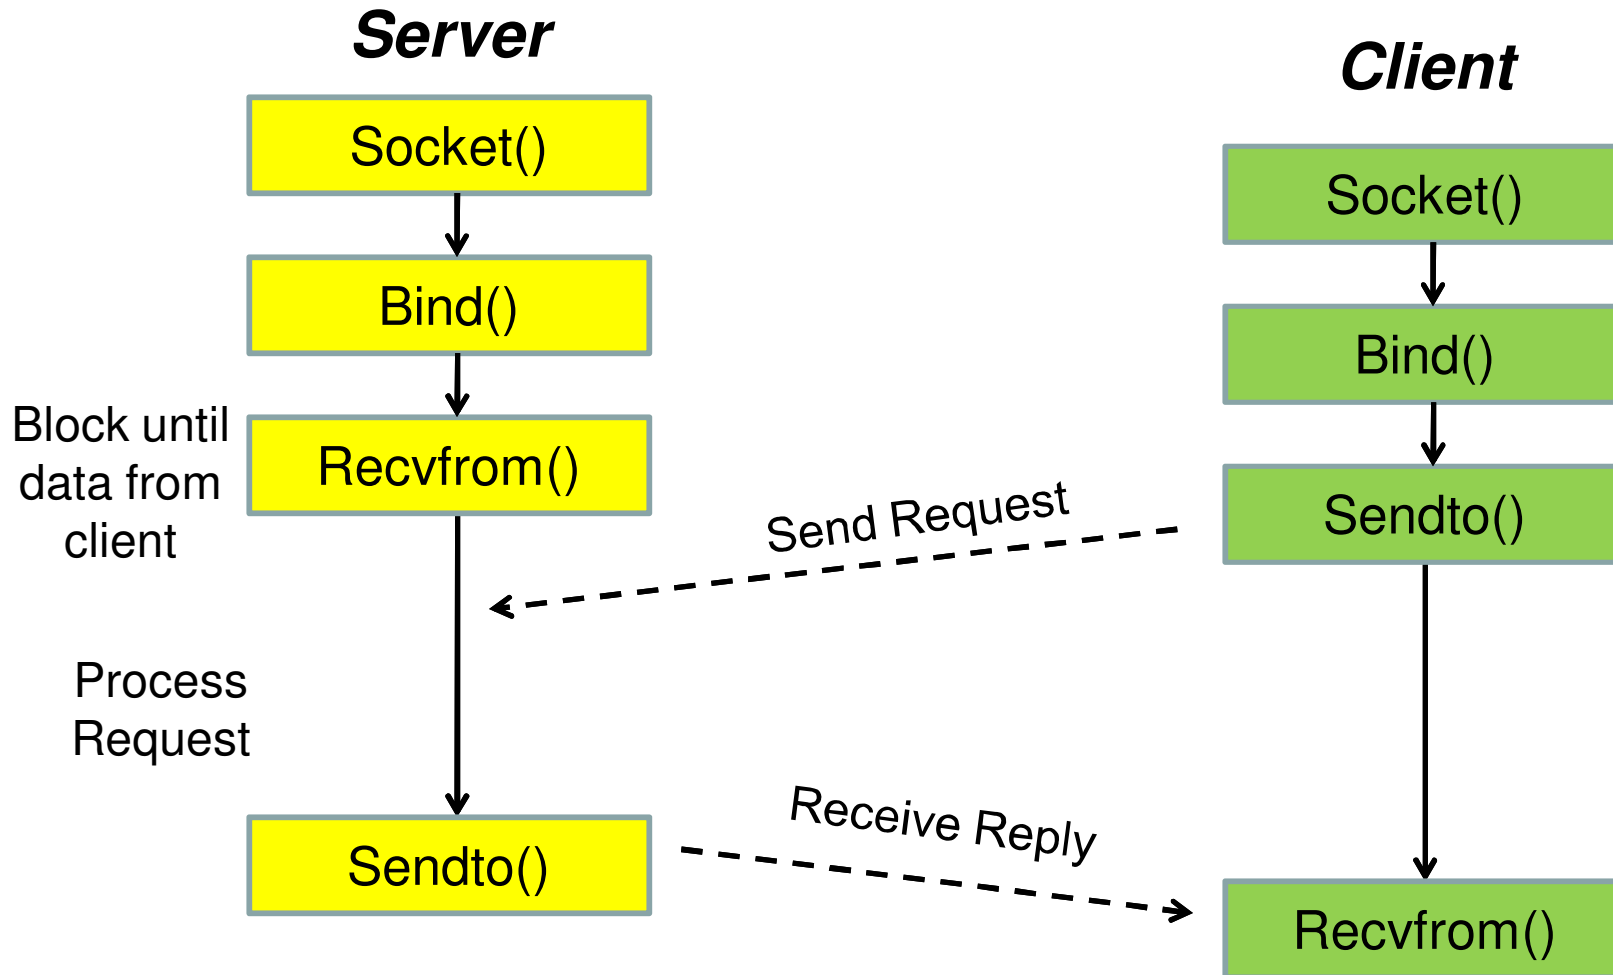 Server
Socket()
Bind()
Block until
data from
client
Recvfrom()
Process
Request
Sendto()
Send Request
Receive Reply
Client
Socket()
Bind()
Sendto()
Recvfrom()